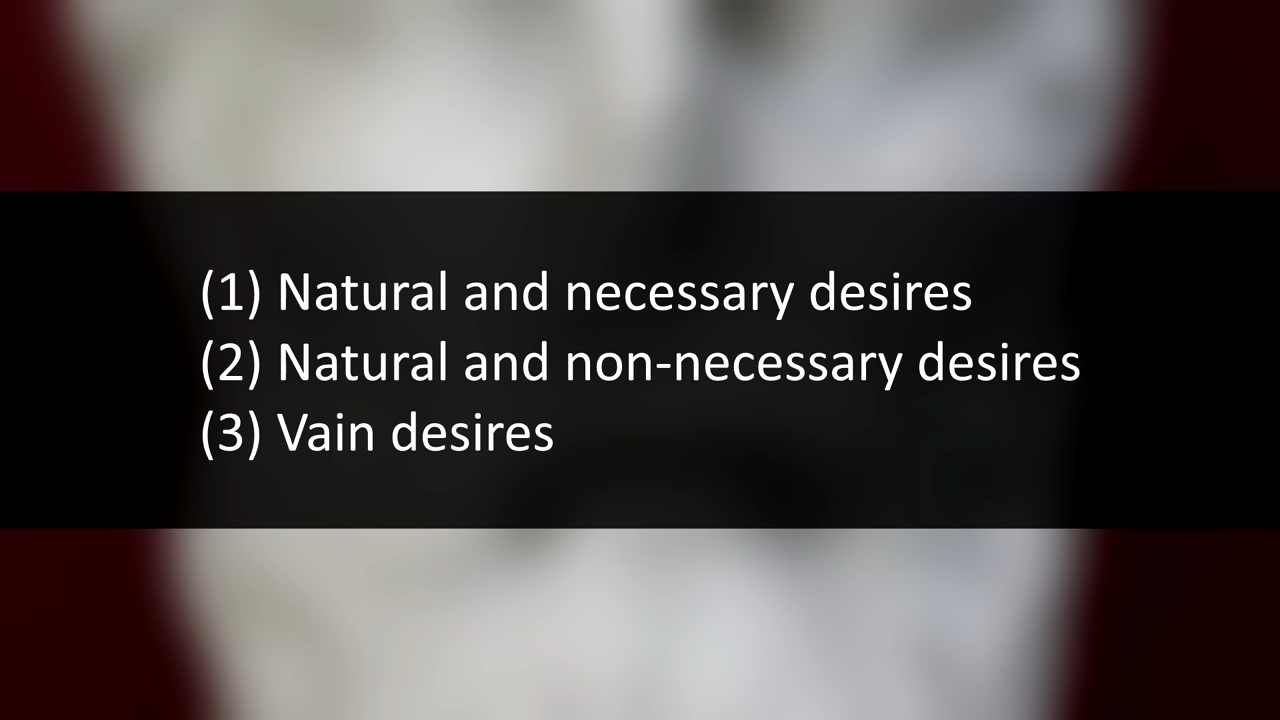 (1) Natural and necessary desires
(2) Natural and non-necessary desires
(3) Vain desires